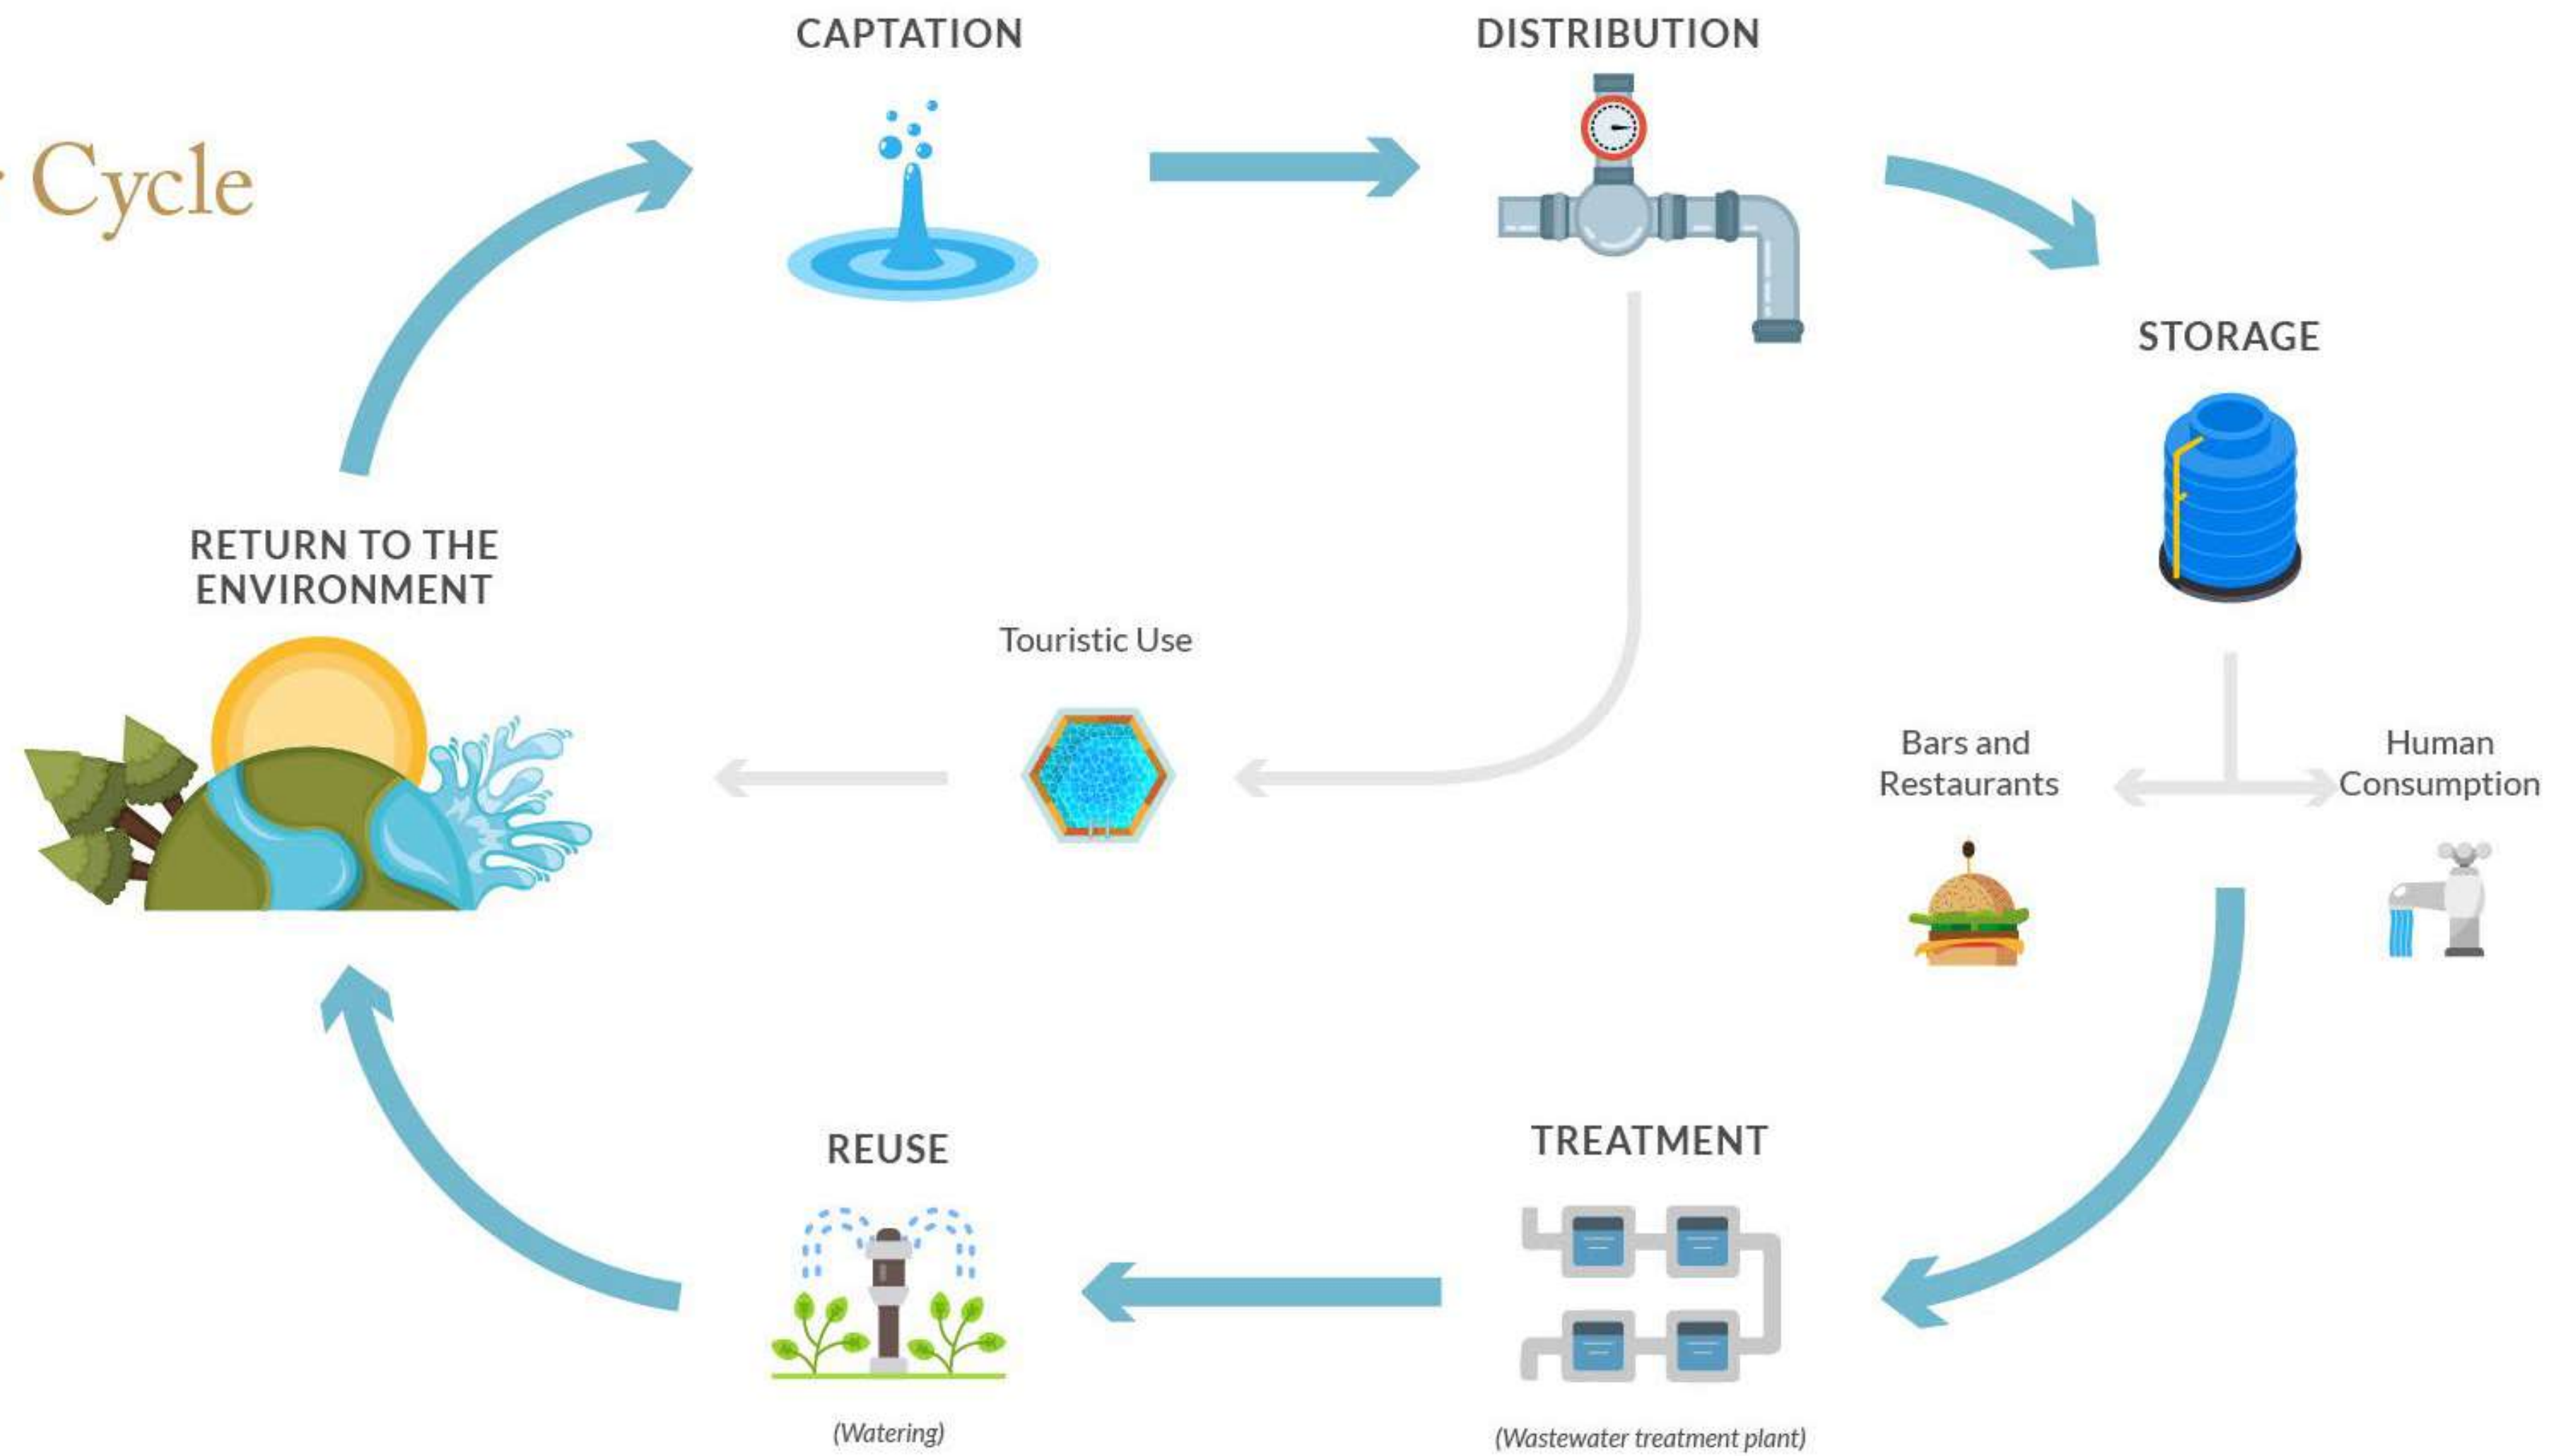 CAPTATION
DISTRIBUTION
Cycle
STORAGE
RETURN TO THE
ENVIRONMENT
Touristic Use
Bars and
Restaurants
Human
Consumption
REUSE
TREATMENT
(Watering)
(Wastewater treatment plant)